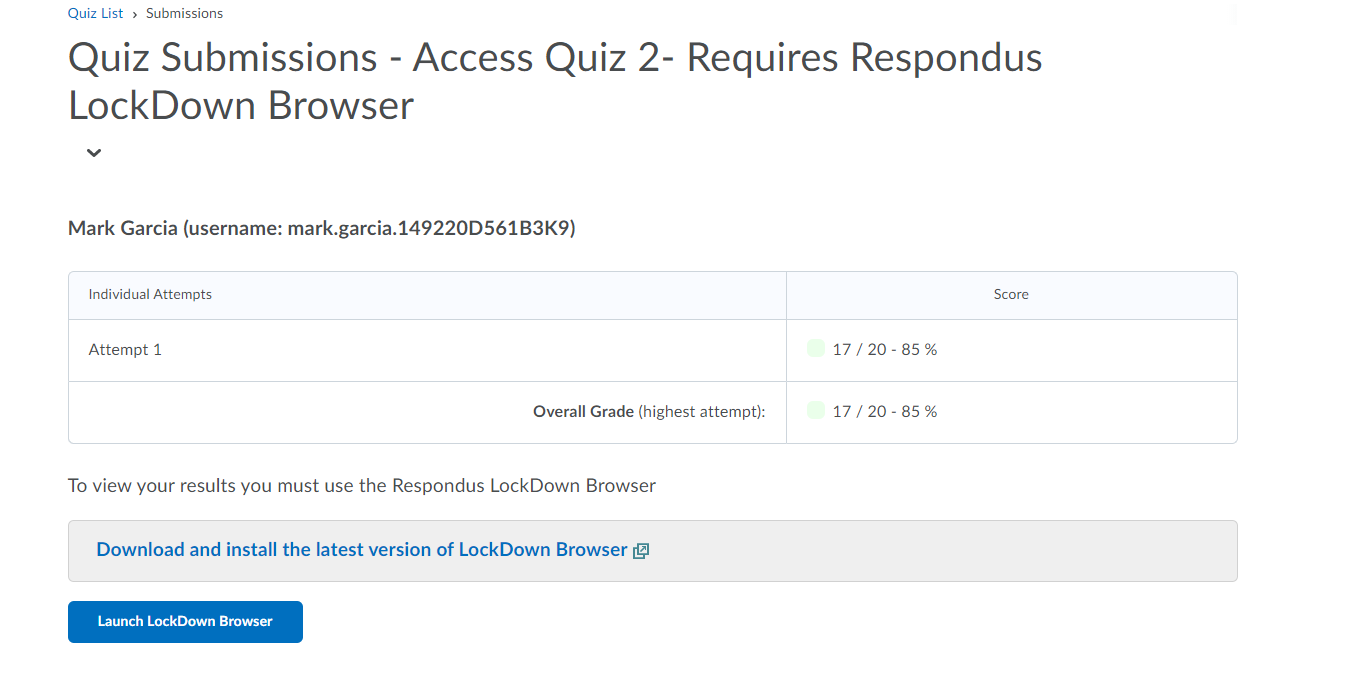 Quiz List › Submissions
Quiz Submissions - Access Quiz 2- Requires Respondus
LockDown Browser
Mark Garcia (username: mark.garcia.149220D561B3K9)
Individual Attempts Score
Attempt 1 17 / 20 - 85 %
Overall Grade (highest attempt): 17 / 20 - 85 %
To view your results you must use the Respondus LockDown Browser
Download and install the latest version of LockDown Browser
Launch LockDown Browser